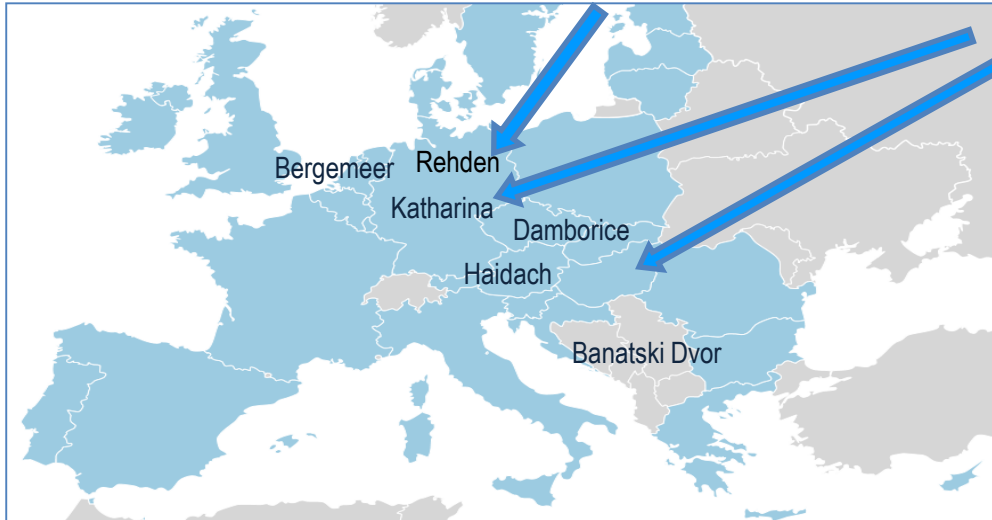 Bergemeer
Rehden
Katharina
Damborice
Haidach
Banatski Dvor